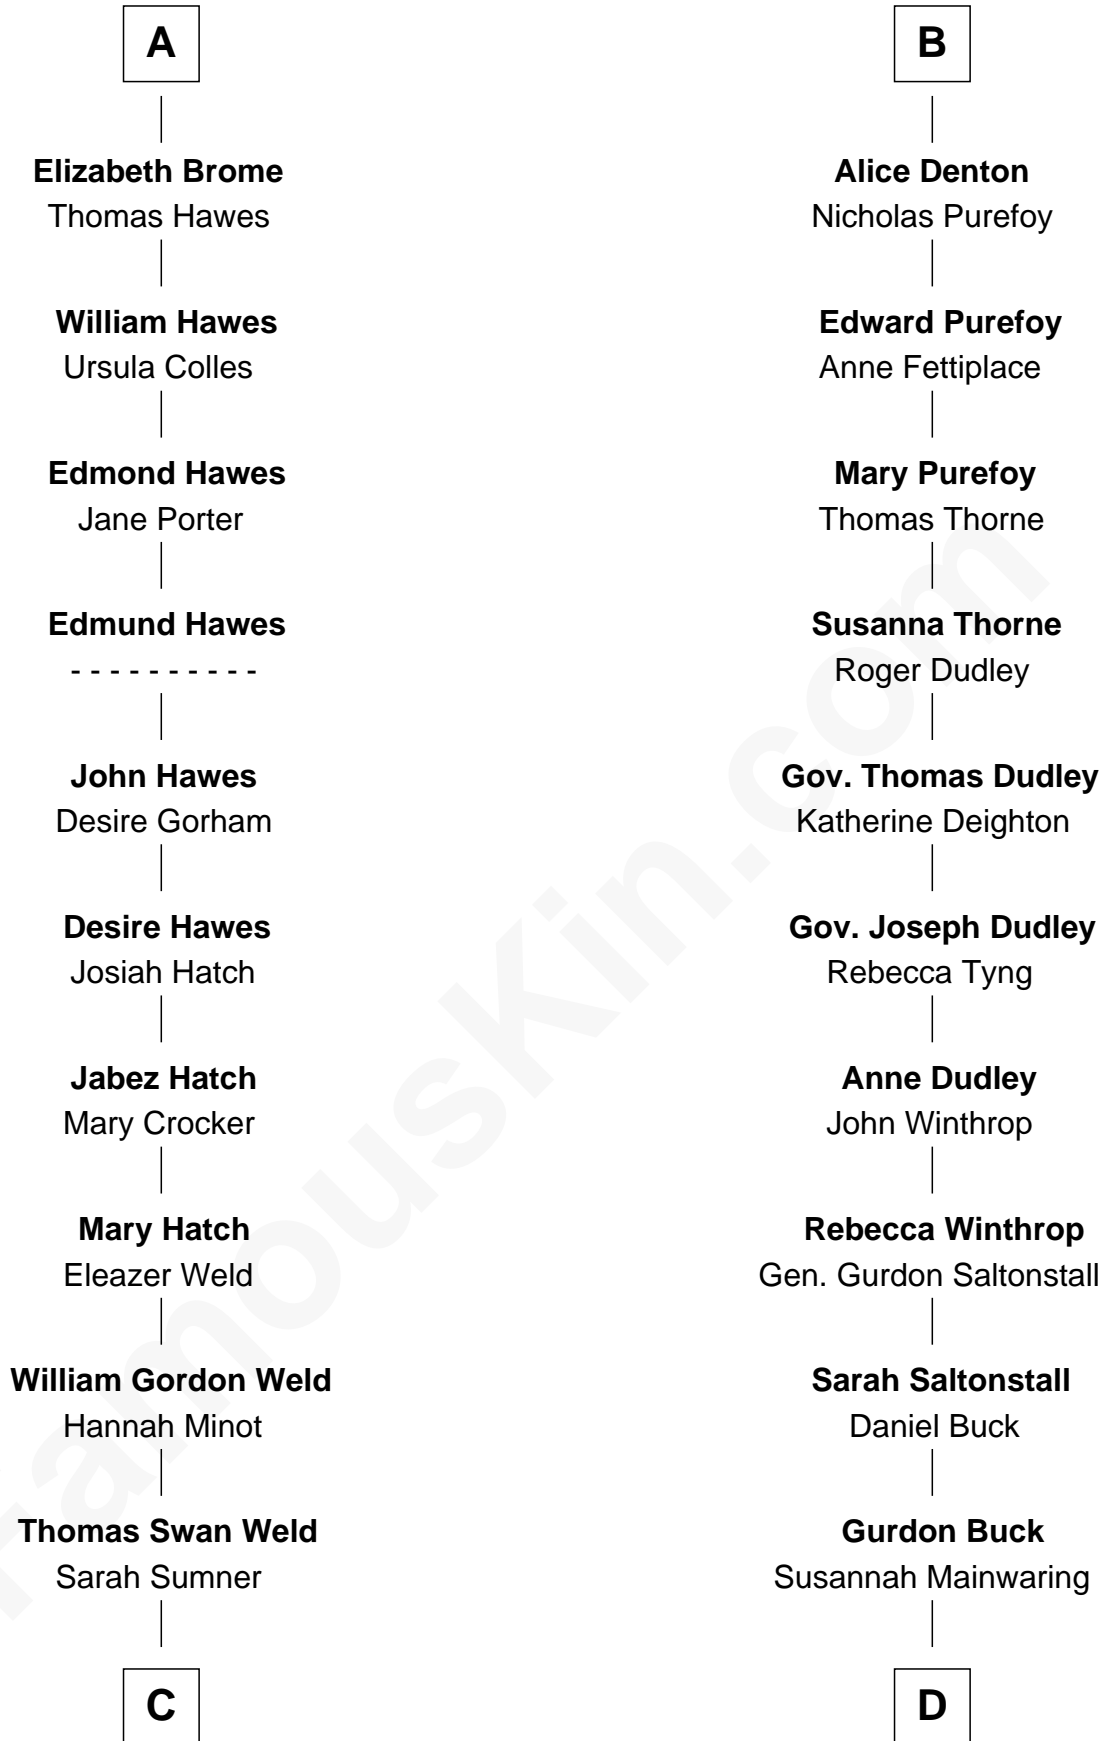 A
Elizabeth Brome
Thomas Hawes
William Hawes
Ursula Colles
Edmond Hawes
Jane Porter
Edmund Hawes
- - - - - - - - - -
John Hawes
Desire Gorham
Desire Hawes
Josiah Hatch
Jabez Hatch
Mary Crocker
Mary Hatch
Eleazer Weld
William Gordon Weld
Hannah Minot
Thomas Swan Weld
Sarah Sumner
C
B
Alice Denton
Nicholas Purefoy
Edward Purefoy
Anne Fettiplace
Mary Purefoy
Thomas Thorne
Susanna Thorne
Roger Dudley
Gov. Thomas Dudley
Katherine Deighton
Gov. Joseph Dudley
Rebecca Tyng
Anne Dudley
John Winthrop
Rebecca Winthrop
Gen. Gurdon Saltonstall
Sarah Saltonstall
Daniel Buck
Gurdon Buck
Susannah Mainwaring
D
FamousKin.com